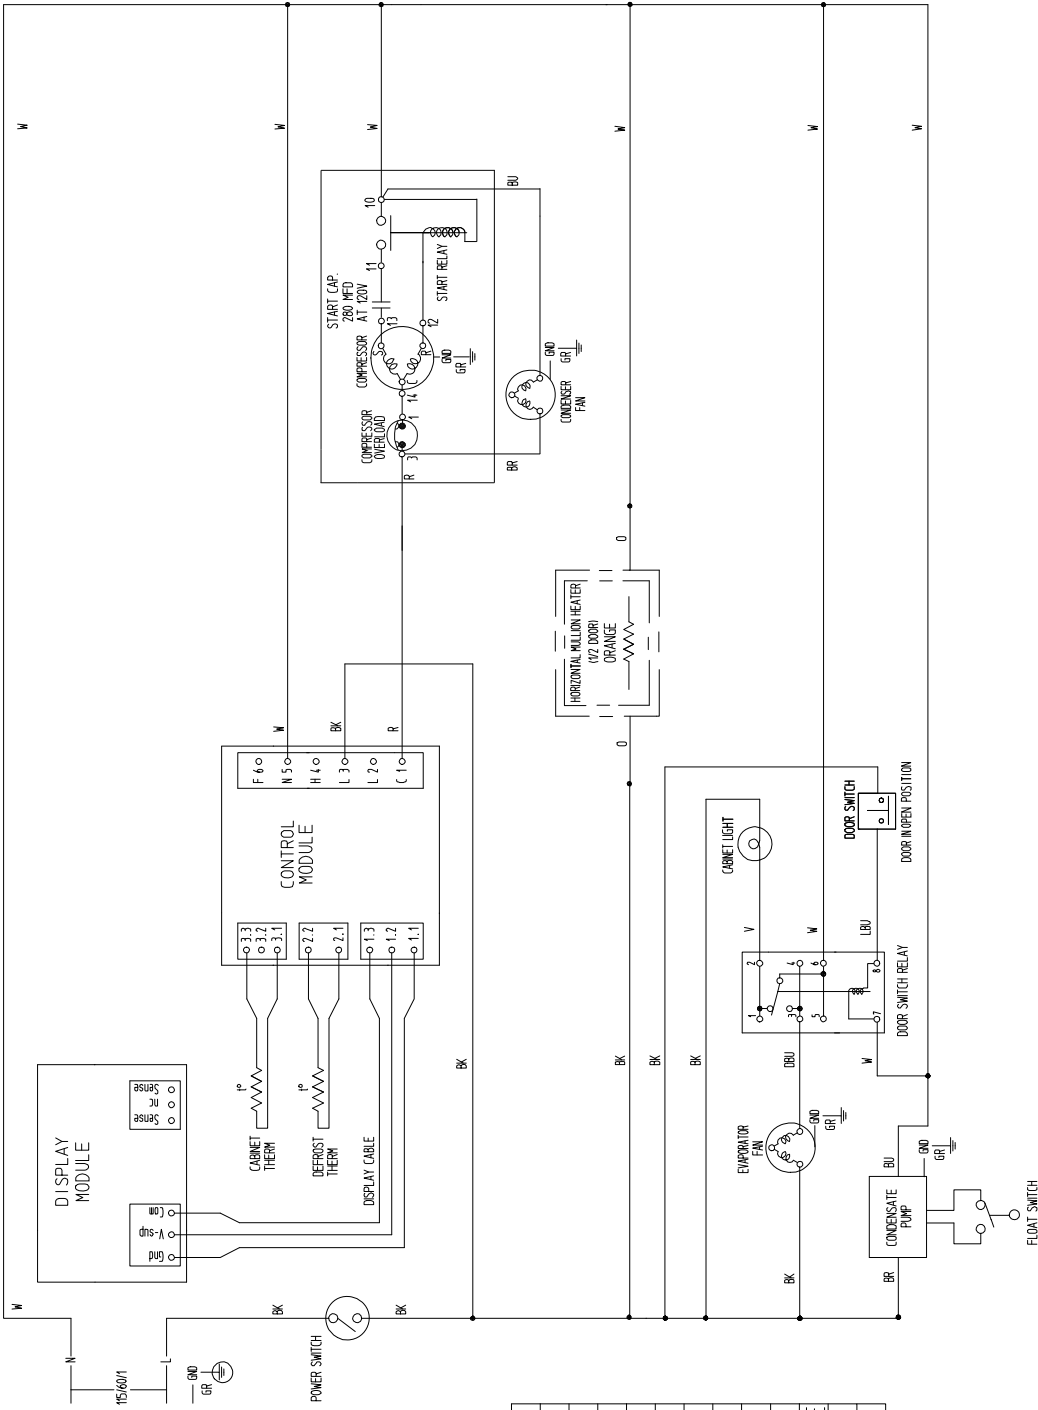 W
W
W
W
W
W
BU
10
11
START RELAY
START CAP.
280 MFD
AT 120V
13
12
COMPRESSOR
S
R
C
GND
GR
14
1
COMPRESSOR
OVERLOAD
3
R
BR
CONDENSER
FAN
GND
GR
O
HORIZONTAL MULLION HEATER
(1/2 DOOR)
ORANGE
O
W
BK
R
F 6
N 5
H 4
L 3
L 2
C 1
CONTROL
MODULE
3.3
3.2
3.1
2.2
2.1
1.3
1.2
1.1
CABINET LIGHT
DOOR SWITCH
DOOR IN OPEN POSITION
V
W
LBU
2
4
6
8
1
3
5
7
DOOR SWITCH RELAY
DISPLAY
MODULE
Sense
nc
Sense
Com
V-sup
Gnd
t°
CABINET
THERM
t°
DEFROST
THERM
DISPLAY CABLE
BK
BK
BK
BK
DBU
W
EVAPORATOR
FAN
GND
GR
BU
GND
GR
CONDENSATE
PUMP
FLOAT SWITCH
BK
BR
W
BK
BK
POWER SWITCH
N
L
115/60/1
GND
GR